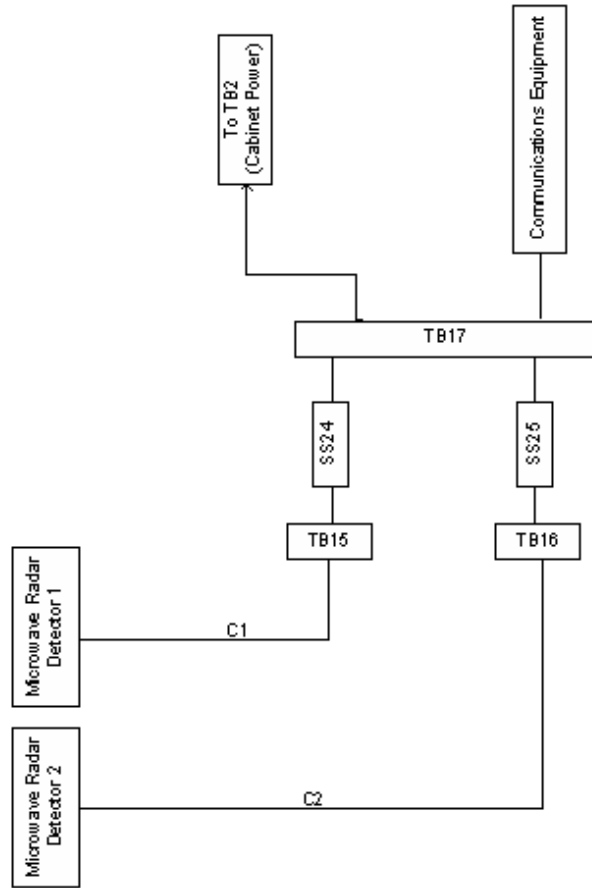 To TB2
(Cabinet Power)
Communications Equipment
TB17
SS24
SS25
TB15
TB16
Microwave Radar
Detector 1
C1
Microwave Radar
Detector 2
C2